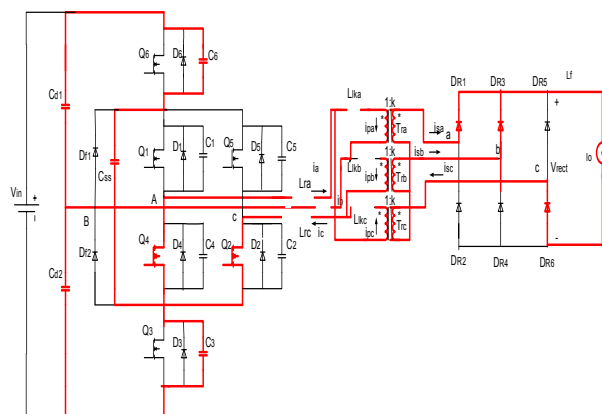 Q6
D6
C6
Cd1
Llka
1:k
DR1
DR3
DR5
Lf
+
Df1
Css
Q1
D1
C1
Q5
D5
C5
ipa
*
*
Tra
isa
a
ia
Lra
1:k
isb
b
Io
Vin
+
-
A
ib
Llkb
ipb
*
*
Trb
isc
c
Vrect
B
c
Lrc
ic
1:k
Q4
D4
C4
Q2
D2
C2
Llkc
ipc
*
*
Trc
Df2
-
Cd2
DR2
DR4
DR6
Q3
D3
C3